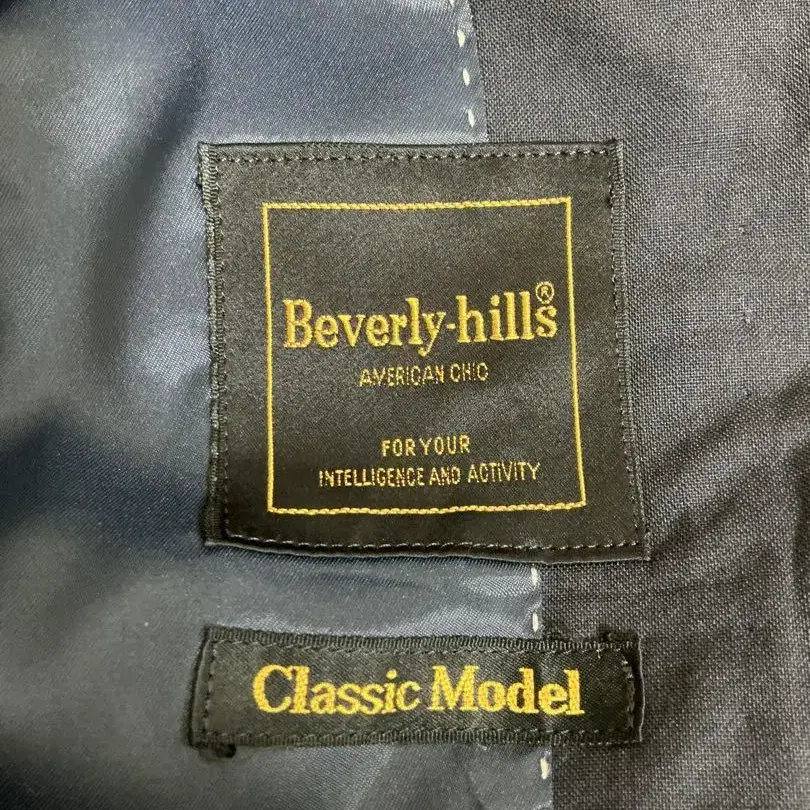 Beverly-hills®
AMERICAN CHIC
FOR YOUR
INTELLIGENCE AND ACTIVITY
Classic Model